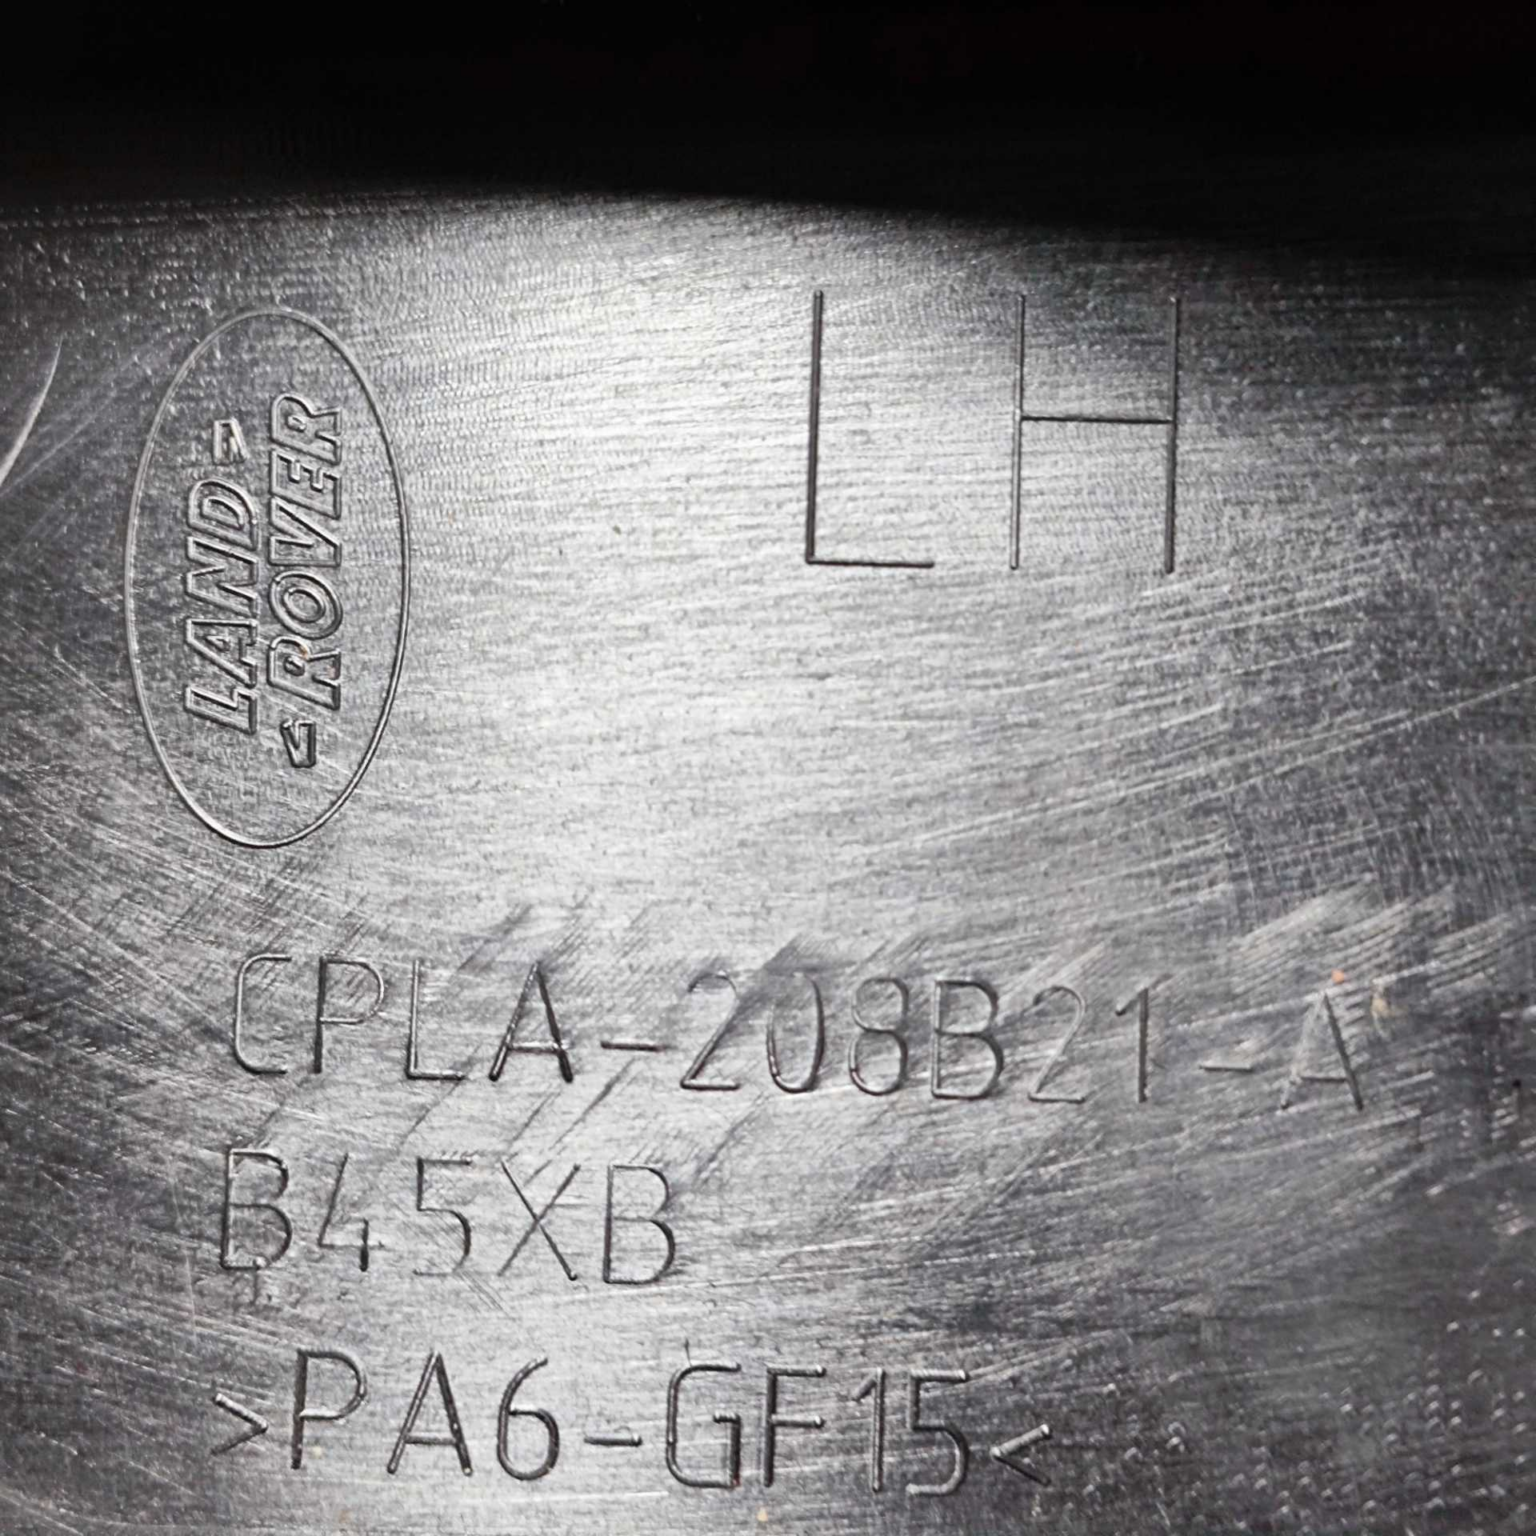 LAND
ROVER
LH
CPLA-208B21-A
B45XB
>PA6-GF15<